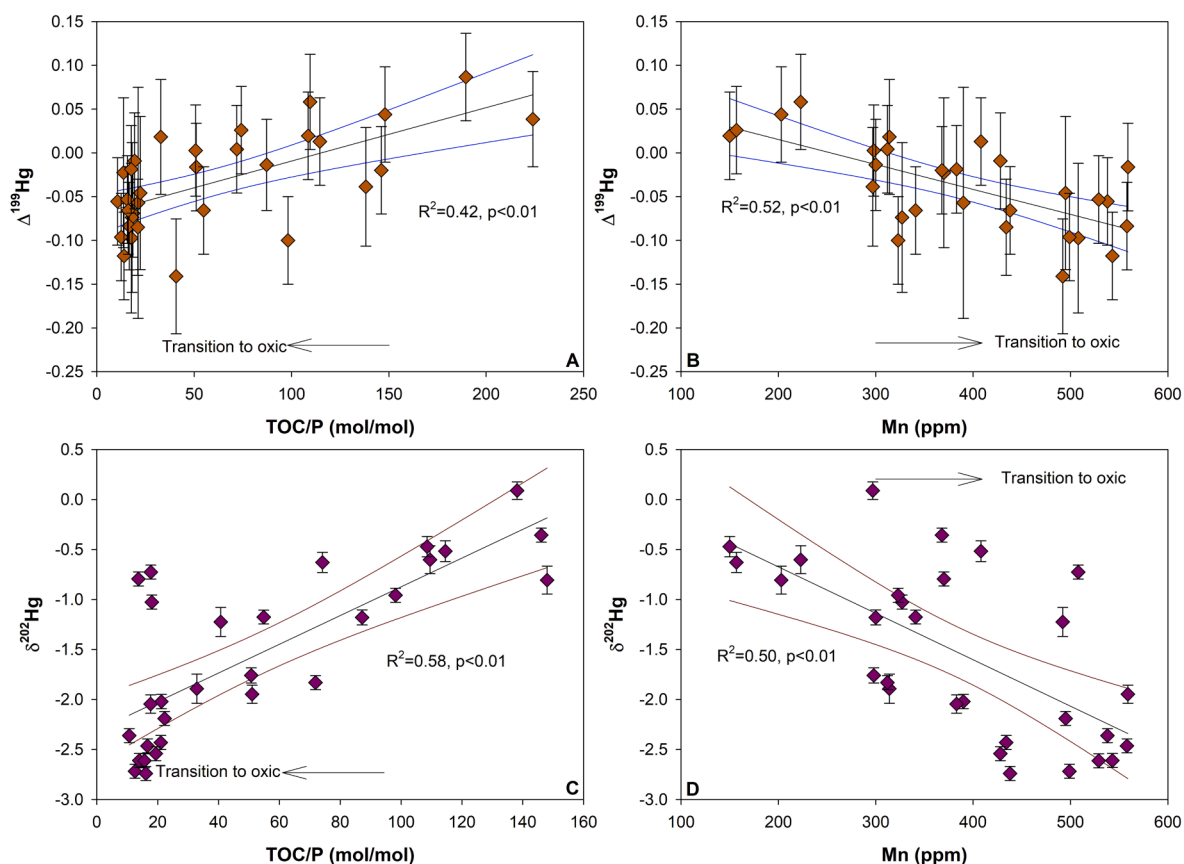 0.15
0.10
0.05
0.00
-0.05
-0.10
-0.15
-0.20
-0.25
Δ¹⁹⁹Hg
R²=0.42, p<0.01
Transition to oxic
A
0 50 100 150 200 250
TOC/P (mol/mol)
0.15
0.10
0.05
0.00
-0.05
-0.10
-0.15
-0.20
-0.25
Δ¹⁹⁹Hg
R²=0.52, p<0.01
Transition to oxic
B
100 200 300 400 500 600
Mn (ppm)
0.5
0.0
-0.5
-1.0
-1.5
-2.0
-2.5
-3.0
δ²⁰²Hg
R²=0.58, p<0.01
Transition to oxic
C
0 20 40 60 80 100 120 140 160
TOC/P (mol/mol)
0.5
0.0
-0.5
-1.0
-1.5
-2.0
-2.5
-3.0
δ²⁰²Hg
Transition to oxic
R²=0.50, p<0.01
D
100 200 300 400 500 600
Mn (ppm)